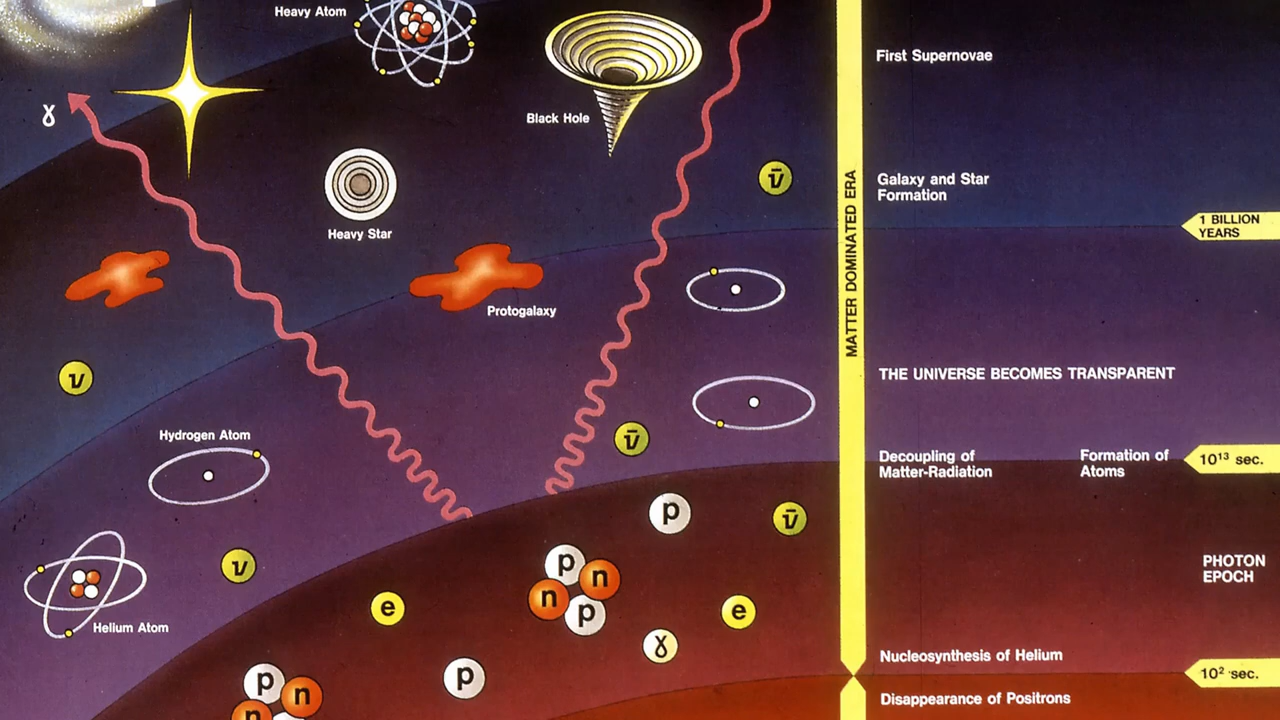 Heavy Atom
First Supernovae
ɣ
Black Hole
ν̄
Galaxy and Star
Formation
MATTER DOMINATED ERA
1 BILLION
YEARS
Heavy Star
Protogalaxy
ν
THE UNIVERSE BECOMES TRANSPARENT
Hydrogen Atom
ν̄
Decoupling of
Matter-Radiation
Formation of
Atoms
10¹³ sec.
p
ν̄
ν
p
n
n
p
PHOTON
EPOCH
e
e
Helium Atom
ɣ
Nucleosynthesis of Helium
p
p
n
n
10² sec.
Disappearance of Positrons